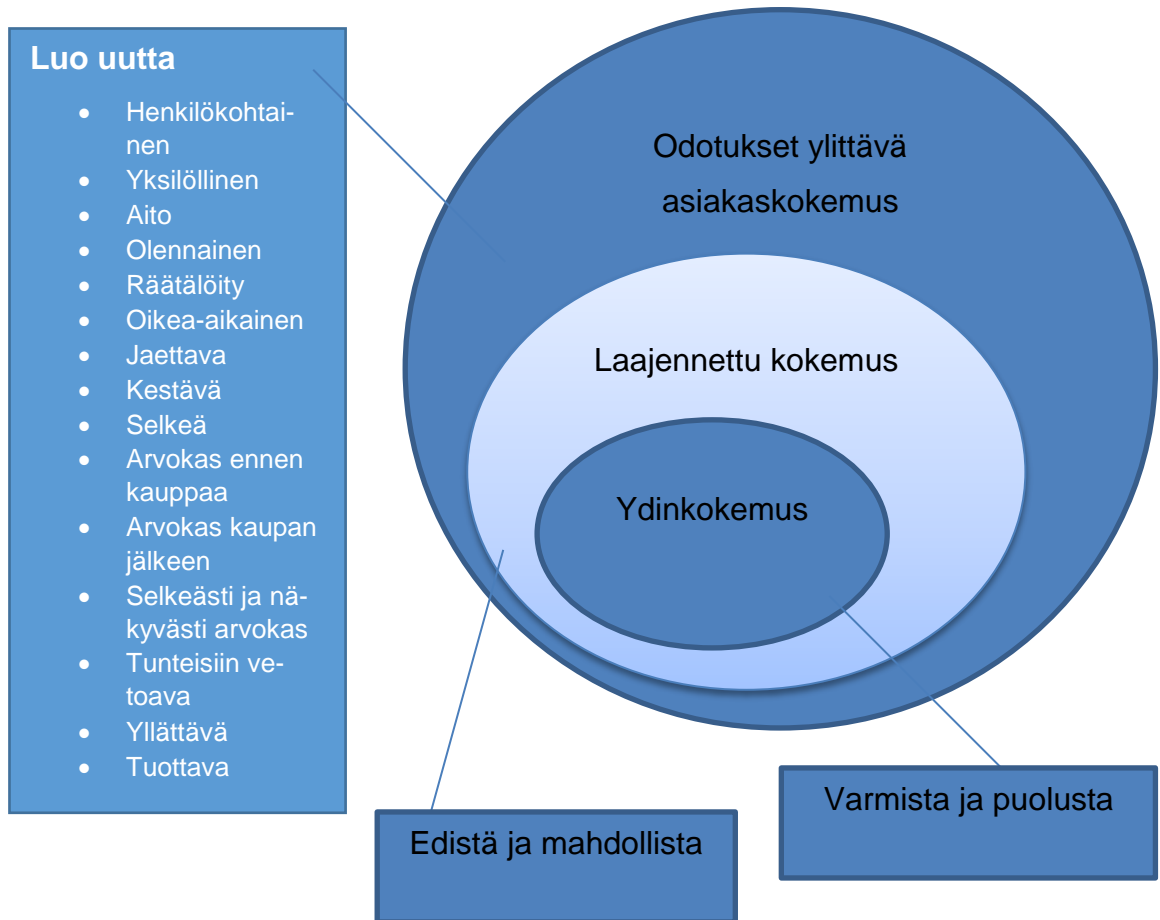 Luo uutta
• Henkilökohtai-
nen
• Yksilöllinen
• Aito
• Olennainen
• Räätälöity
• Oikea-aikainen
• Jaettava
• Kestävä
• Selkeä
• Arvokas ennen
kauppaa
• Arvokas kaupan
jälkeen
• Selkeästi ja nä-
kyvästi arvokas
• Tunteisiin ve-
toava
• Yllättävä
• Tuottava
Odotukset ylittävä
asiakaskokemus
Laajennettu kokemus
Ydinkokemus
Varmista ja puolusta
Edistä ja mahdollista